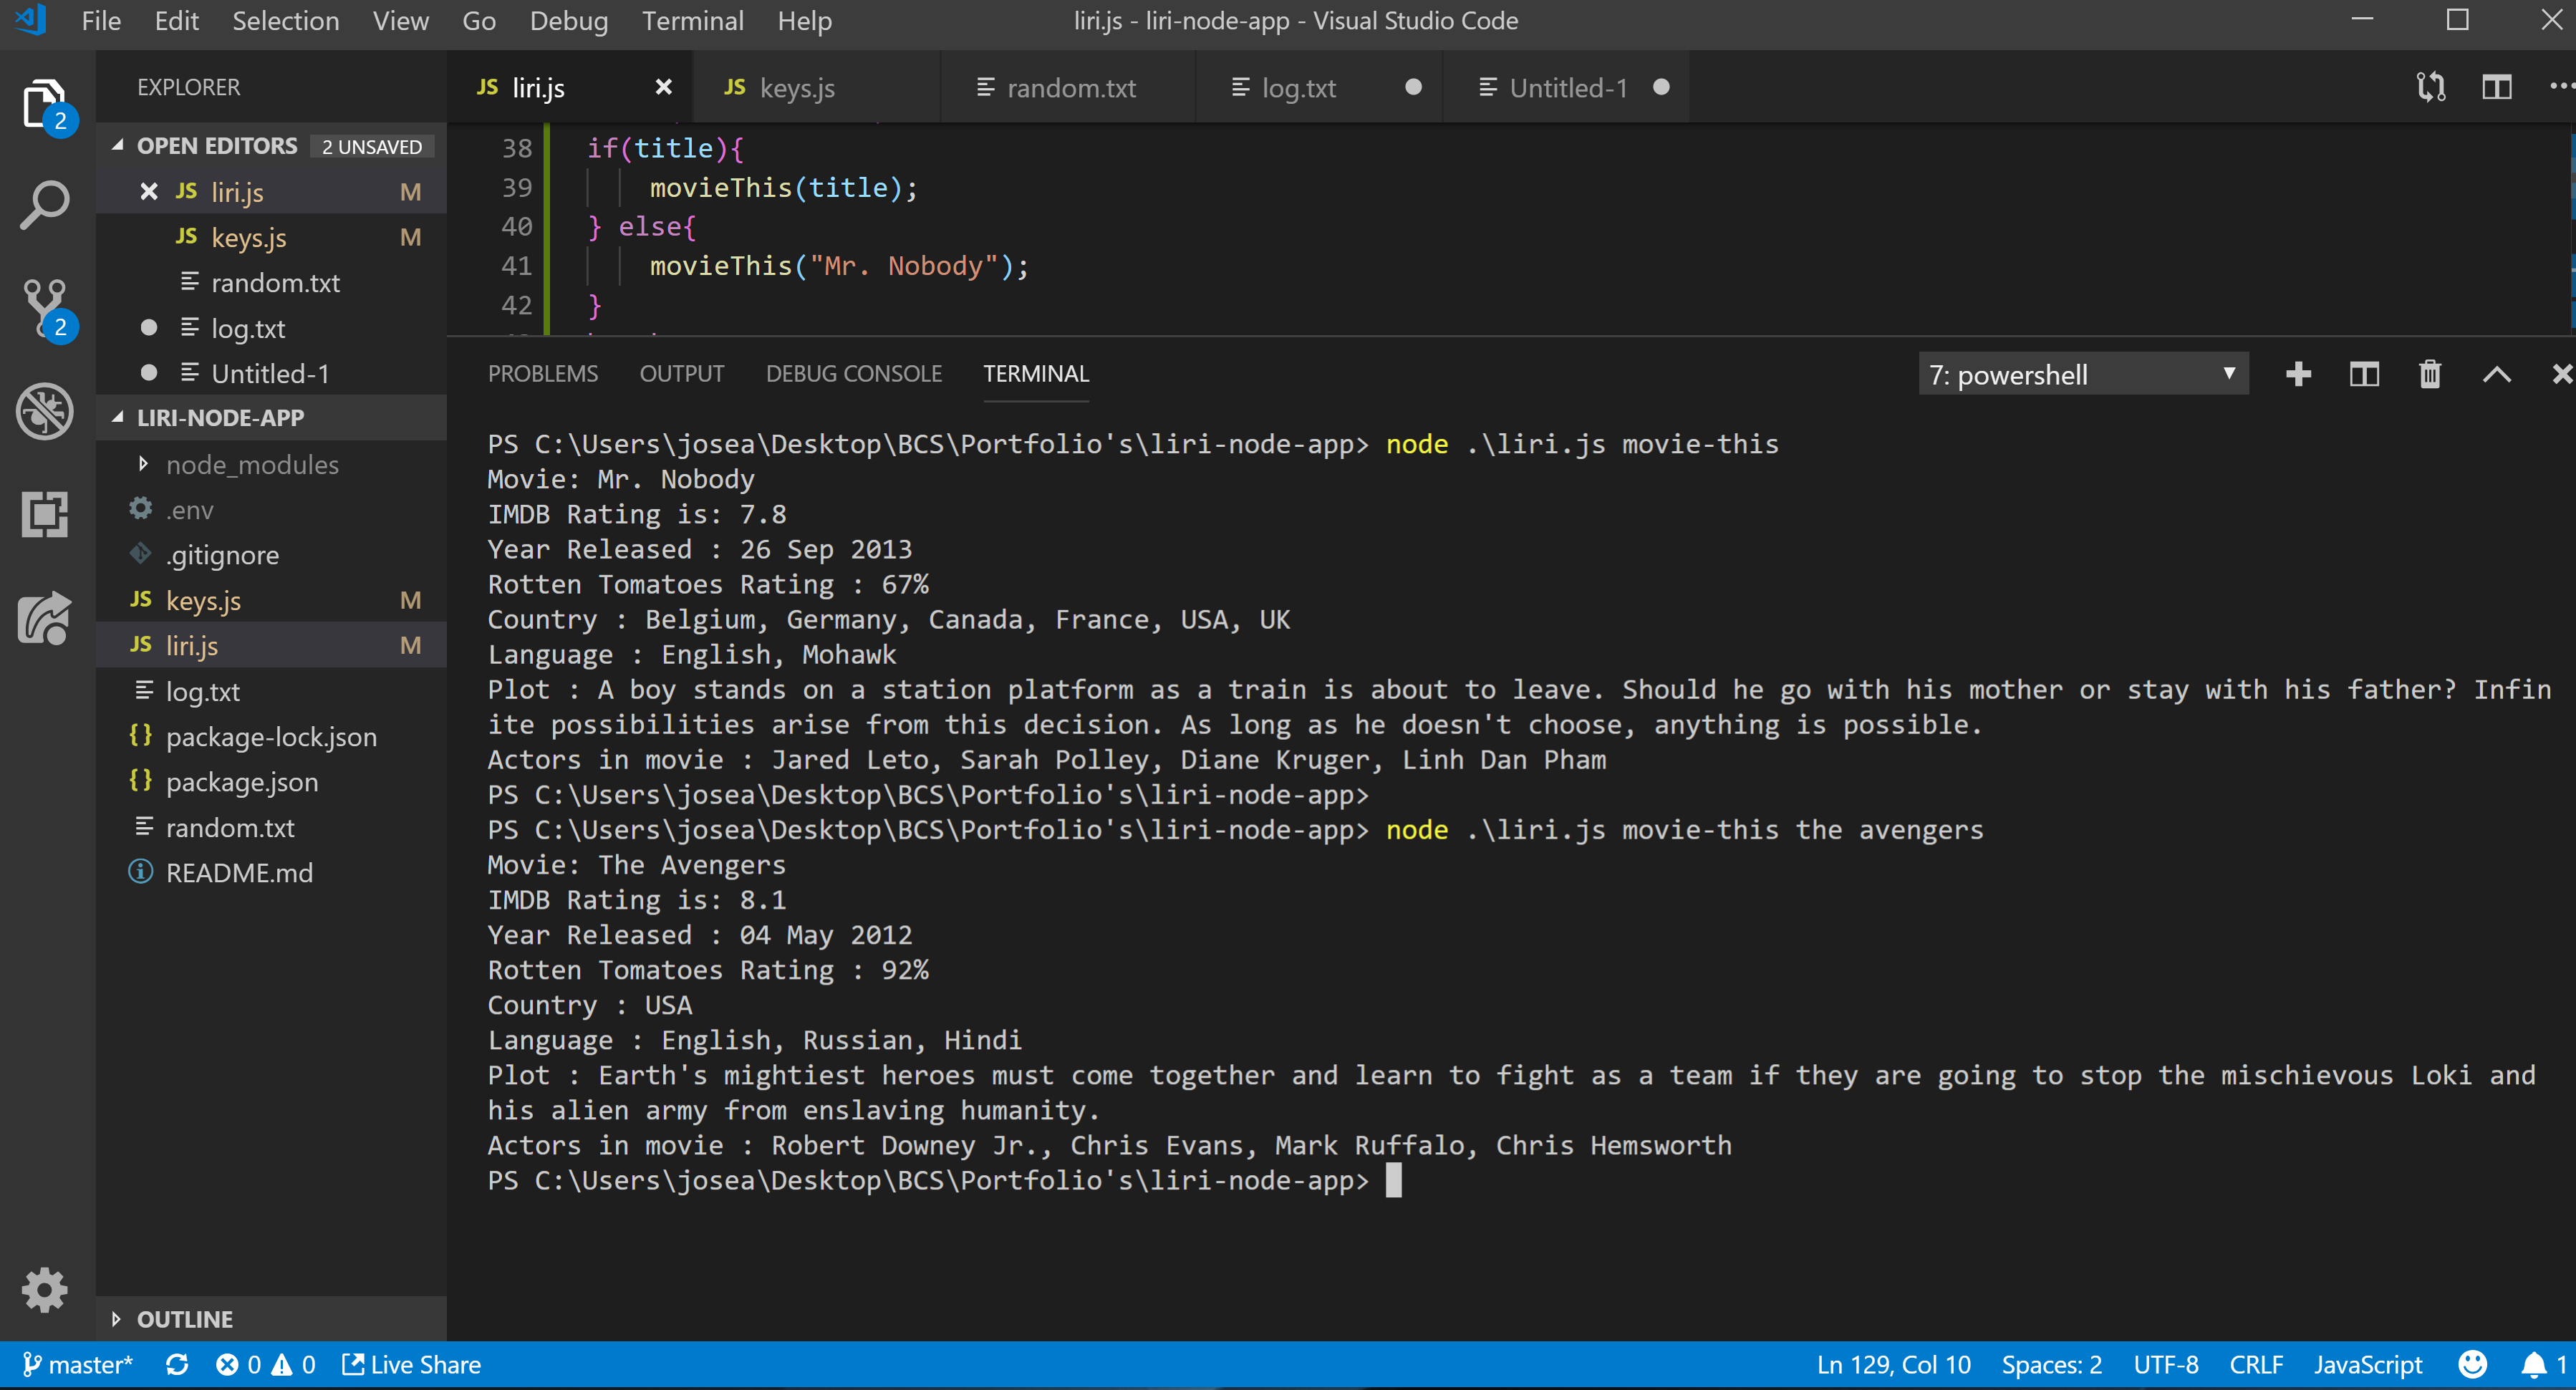 File Edit Selection View Go Debug Terminal Help liri.js - liri-node-app - Visual Studio Code
EXPLORER
OPEN EDITORS 2 UNSAVED
JS liri.js M
JS keys.js M
random.txt
log.txt
Untitled-1
LIRI-NODE-APP
node_modules
.env
.gitignore
JS keys.js M
JS liri.js M
log.txt
{} package-lock.json
{} package.json
random.txt
README.md
OUTLINE
2
2
JS liri.js JS keys.js random.txt log.txt Untitled-1
38 if(title){
39 movieThis(title);
40 } else{
41 movieThis("Mr. Nobody");
42 }
PROBLEMS OUTPUT DEBUG CONSOLE TERMINAL 7: powershell
PS C:\Users\josea\Desktop\BCS\Portfolio's\liri-node-app> node .\liri.js movie-this
Movie: Mr. Nobody
IMDB Rating is: 7.8
Year Released : 26 Sep 2013
Rotten Tomatoes Rating : 67%
Country : Belgium, Germany, Canada, France, USA, UK
Language : English, Mohawk
Plot : A boy stands on a station platform as a train is about to leave. Should he go with his mother or stay with his father? Infin
ite possibilities arise from this decision. As long as he doesn't choose, anything is possible.
Actors in movie : Jared Leto, Sarah Polley, Diane Kruger, Linh Dan Pham
PS C:\Users\josea\Desktop\BCS\Portfolio's\liri-node-app>
PS C:\Users\josea\Desktop\BCS\Portfolio's\liri-node-app> node .\liri.js movie-this the avengers
Movie: The Avengers
IMDB Rating is: 8.1
Year Released : 04 May 2012
Rotten Tomatoes Rating : 92%
Country : USA
Language : English, Russian, Hindi
Plot : Earth's mightiest heroes must come together and learn to fight as a team if they are going to stop the mischievous Loki and
his alien army from enslaving humanity.
Actors in movie : Robert Downey Jr., Chris Evans, Mark Ruffalo, Chris Hemsworth
PS C:\Users\josea\Desktop\BCS\Portfolio's\liri-node-app>
master* 0 0 Live Share Ln 129, Col 10 Spaces: 2 UTF-8 CRLF JavaScript 1